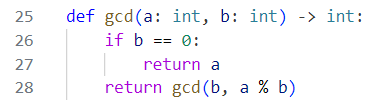 25 def gcd(a: int, b: int) -> int:
26     if b == 0:
27         return a
28     return gcd(b, a % b)